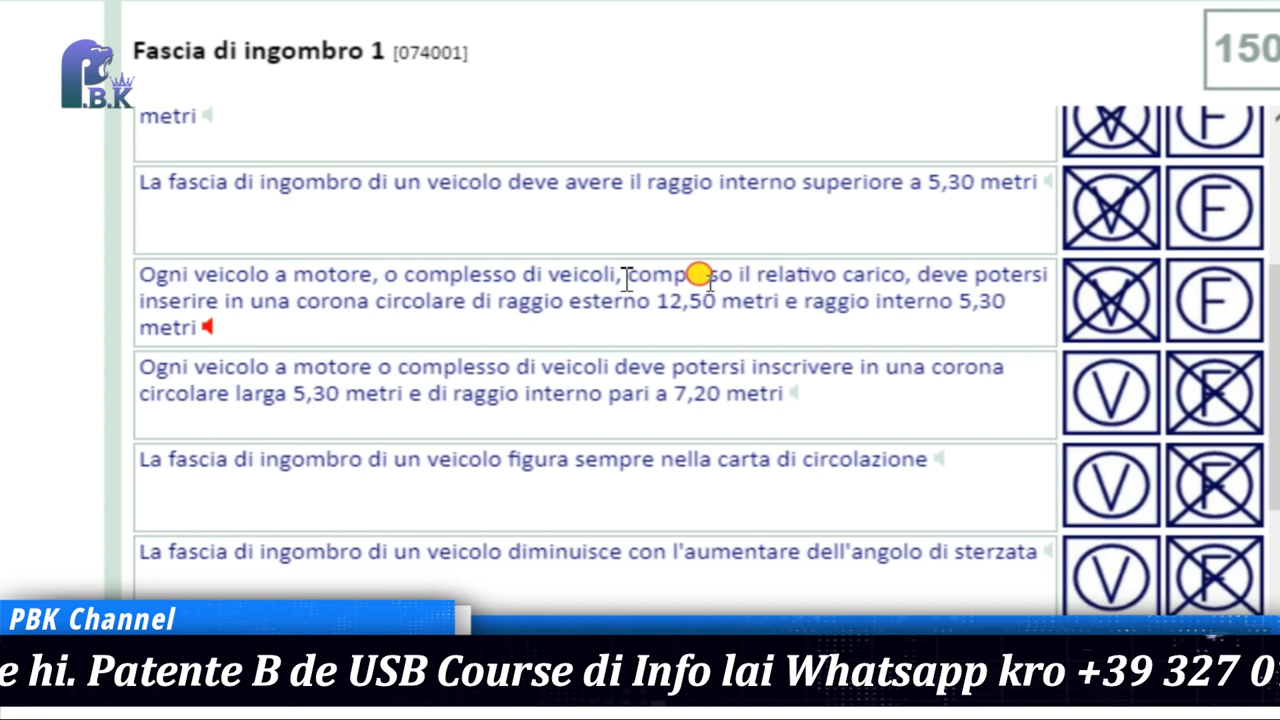 Fascia di ingombro 1 [074001]
150
P.B.K
metri
V F
La fascia di ingombro di un veicolo deve avere il raggio interno superiore a 5,30 metri
V F
Ogni veicolo a motore, o complesso di veicoli, il relativo carico, deve potersi
inserire in una corona circolare di raggio esterno 12,50 metri e raggio interno 5,30
metri
V F
Ogni veicolo a motore o complesso di veicoli deve potersi inscrivere in una corona
circolare larga 5,30 metri e di raggio interno pari a 7,20 metri
V F
La fascia di ingombro di un veicolo figura sempre nella carta di circolazione
V F
La fascia di ingombro di un veicolo diminuisce con l'aumentare dell'angolo di sterzata
V F
PBK Channel
e hi. Patente B de USB Course di Info lai Whatsapp kro +39 327 0